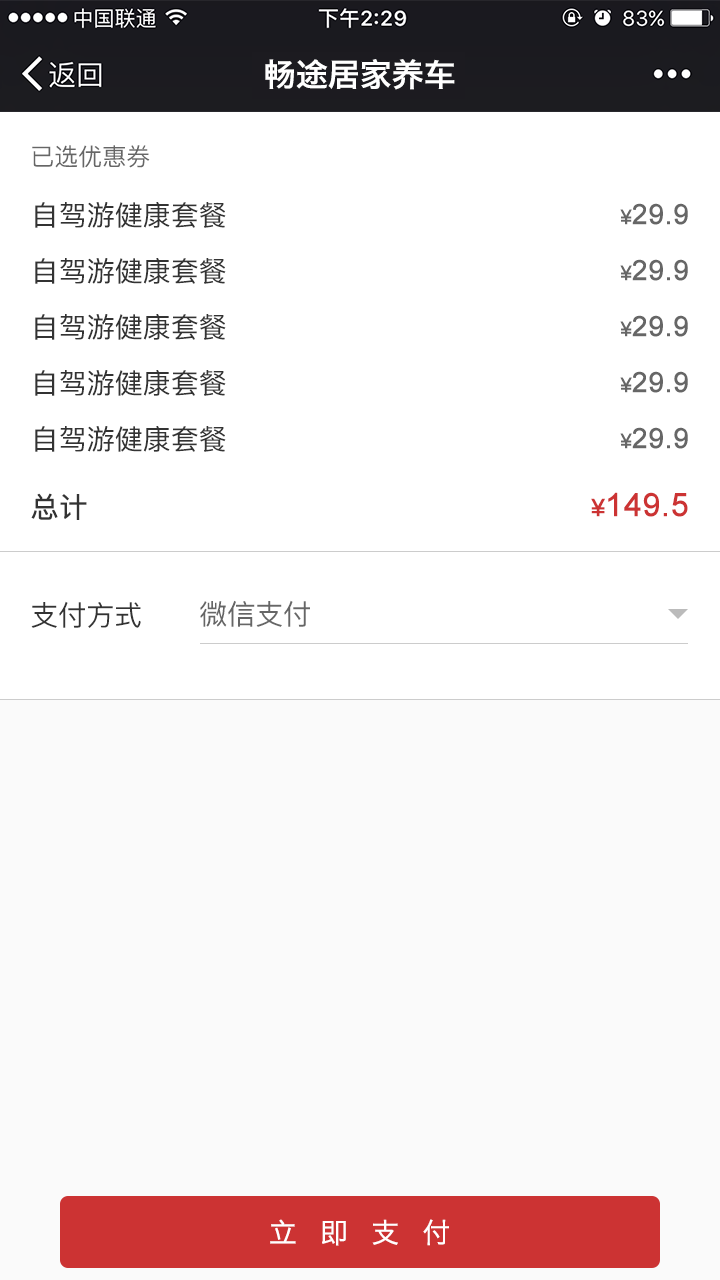 中国联通 下午2:29 83%
返回 畅途居家养车
已选优惠券
自驾游健康套餐 ¥29.9
自驾游健康套餐 ¥29.9
自驾游健康套餐 ¥29.9
自驾游健康套餐 ¥29.9
自驾游健康套餐 ¥29.9
总计 ¥149.5
支付方式 微信支付
立即支付